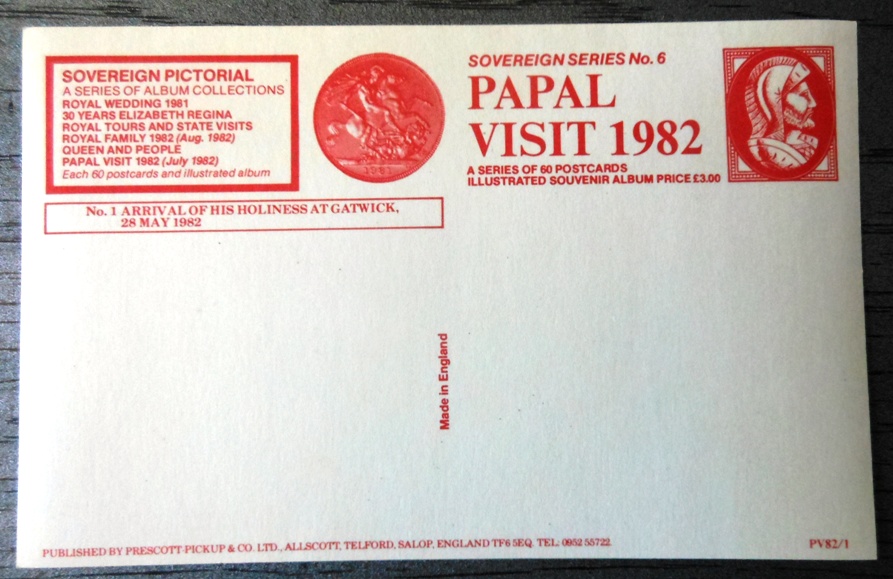 SOVEREIGN PICTORIAL
A SERIES OF ALBUM COLLECTIONS
ROYAL WEDDING 1981
30 YEARS ELIZABETH REGINA
ROYAL TOURS AND STATE VISITS
ROYAL FAMILY 1982 (Aug. 1982)
QUEEN AND PEOPLE
PAPAL VISIT 1982 (July 1982)
Each 60 postcards and illustrated album
SOVEREIGN SERIES No. 6
PAPAL
VISIT 1982
A SERIES OF 60 POSTCARDS
ILLUSTRATED SOUVENIR ALBUM PRICE £3.00
No. 1 ARRIVAL OF HIS HOLINESS AT GATWICK,
28 MAY 1982
Made in England
PUBLISHED BY PRESCOTT-PICKUP & CO. LTD., ALLSCOTT, TELFORD, SALOP, ENGLAND TF6 5EQ. TEL: 0952 55722.
PV82/1